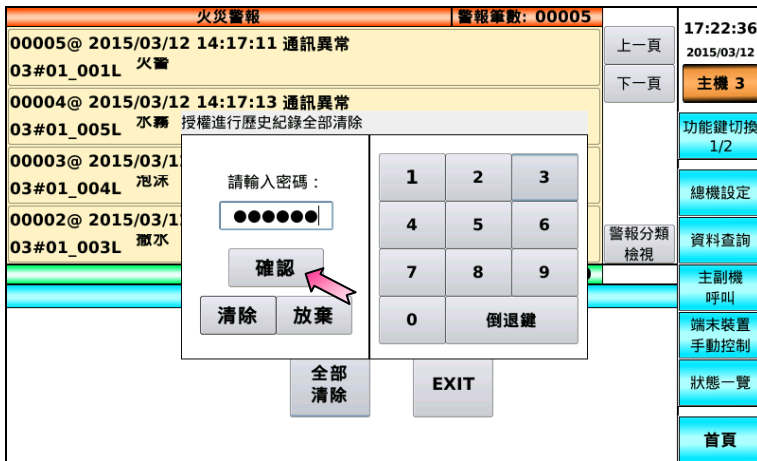 火災警報
警報筆數: 00005
00005@ 2015/03/12 14:17:11 通訊異常
03#01_001L 火警
00004@ 2015/03/12 14:17:13 通訊異常
03#01_005L 水霧
00003@ 2015/03/1
03#01_004L 泡沫
00002@ 2015/03/1
03#01_003L 撒水
上一頁
下一頁
警報分類
檢視
授權進行歷史紀錄全部清除
請輸入密碼：
●●●●●●
確認
清除
放棄
1
2
3
4
5
6
7
8
9
0
倒退鍵
全部
清除
EXIT
17:22:36
2015/03/12
主機 3
功能鍵切換
1/2
總機設定
資料查詢
主副機
呼叫
端末裝置
手動控制
狀態一覽
首頁